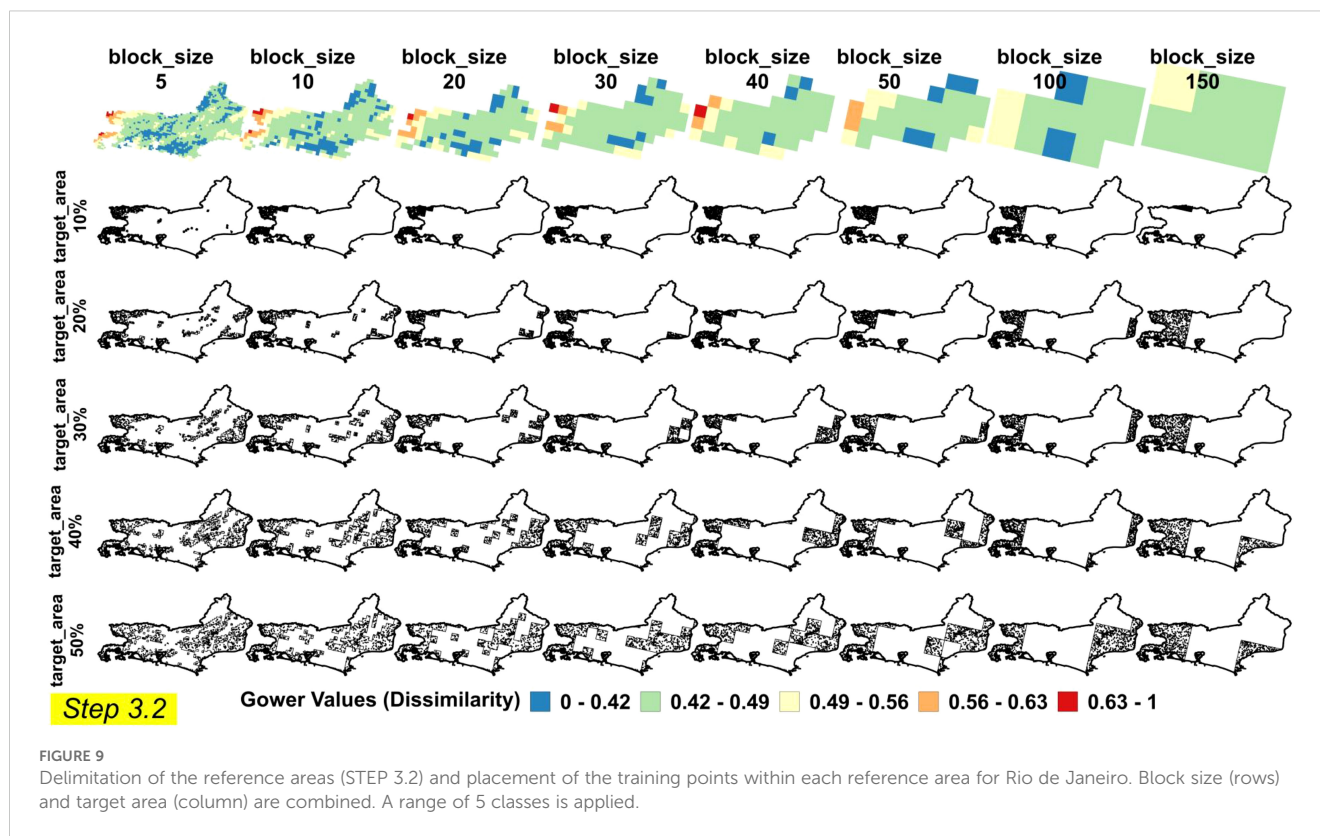 block_size block_size block_size block_size block_size block_size block_size block_size
5 10 20 30 40 50 100 150
target_area
10%
target_area
20%
target_area
30%
target_area
40%
target_area
50%
Step 3.2
Gower Values (Dissimilarity) 0 - 0.42 0.42 - 0.49 0.49 - 0.56 0.56 - 0.63 0.63 - 1
FIGURE 9
Delimitation of the reference areas (STEP 3.2) and placement of the training points within each reference area for Rio de Janeiro. Block size (rows)
and target area (column) are combined. A range of 5 classes is applied.